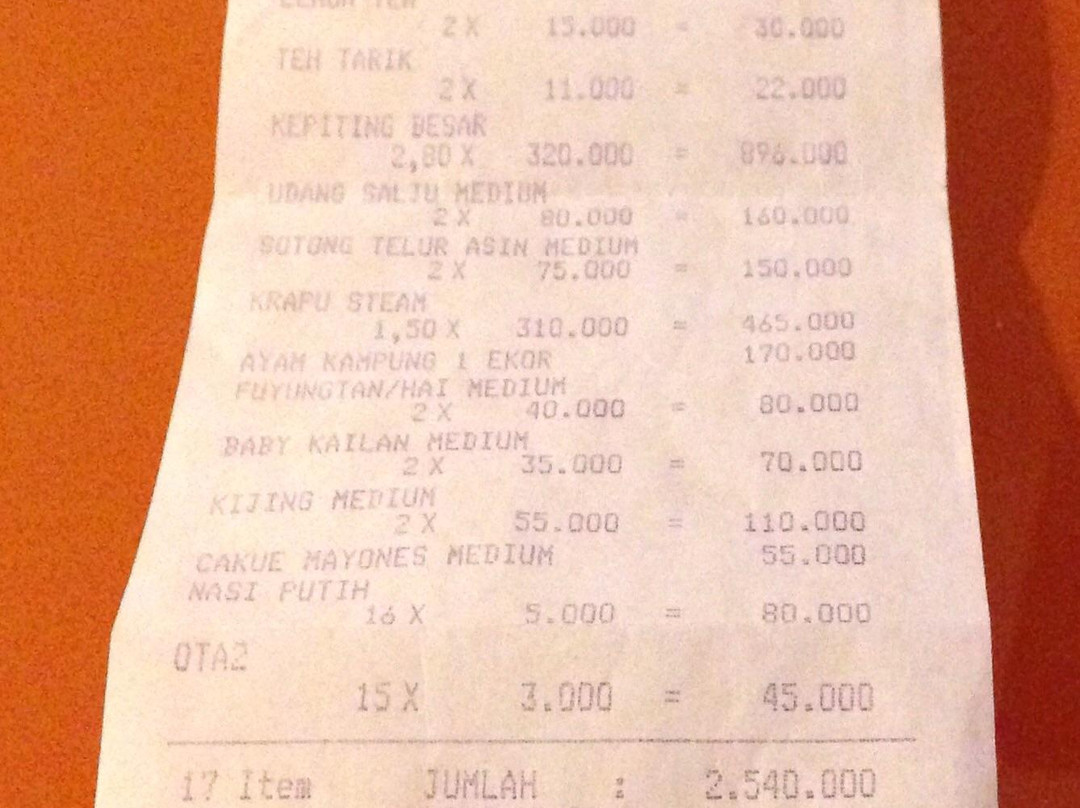 2 X 15.000 = 30.000
TEH TARIK
2 X 11.000 = 22.000
KEPITING BESAR
2,80 X 320.000 = 896.000
UDANG SALJU MEDIUM
2 X 80.000 = 160.000
SOTONG TELUR ASIN MEDIUM
2 X 75.000 = 150.000
KRAPU STEAM
1,50 X 310.000 = 465.000
AYAM KAMPUNG 1 EKOR 170.000
FUYUNGTAN/HAI MEDIUM
2 X 40.000 = 80.000
BABY KAILAN MEDIUM
2 X 35.000 = 70.000
KIJING MEDIUM
2 X 55.000 = 110.000
CAKUE MAYONES MEDIUM 55.000
NASI PUTIH
16 X 5.000 = 80.000
OTA2
15 X 3.000 = 45.000
17 Item JUMLAH : 2.540.000